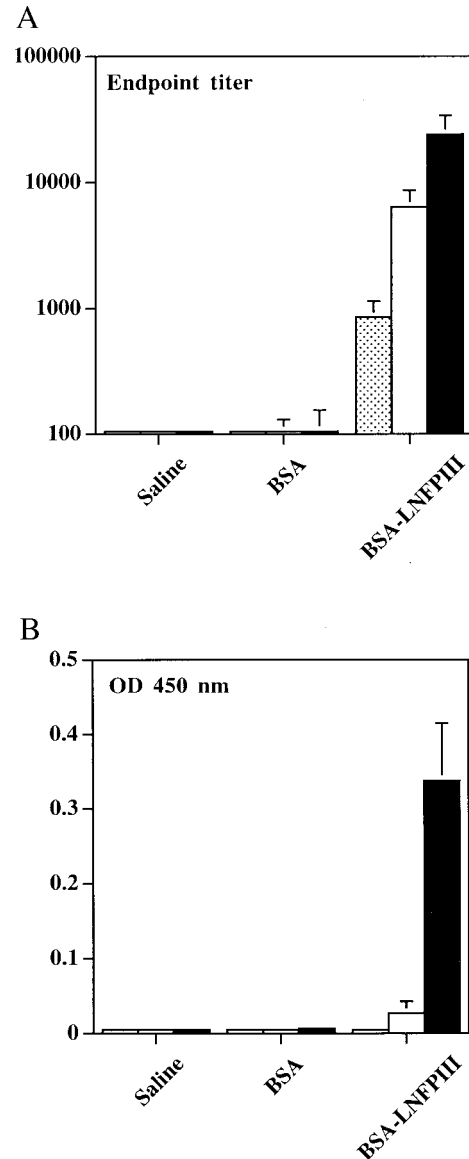 A
100000
Endpoint titer
10000
1000
100
Saline
BSA
BSA-LNFPIII
B
0.5
OD 450 nm
0.4
0.3
0.2
0.1
0
Saline
BSA
BSA-LNFPIII